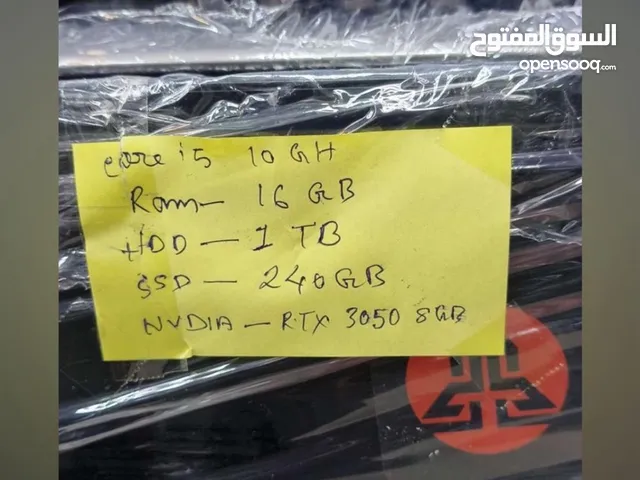 السوق المفتوح
opensooq.com
core i5 10 GH
Ram - 16 GB
HDD - 1 TB
SSD - 240 GB
NVDIA - RTX 3050 8GB